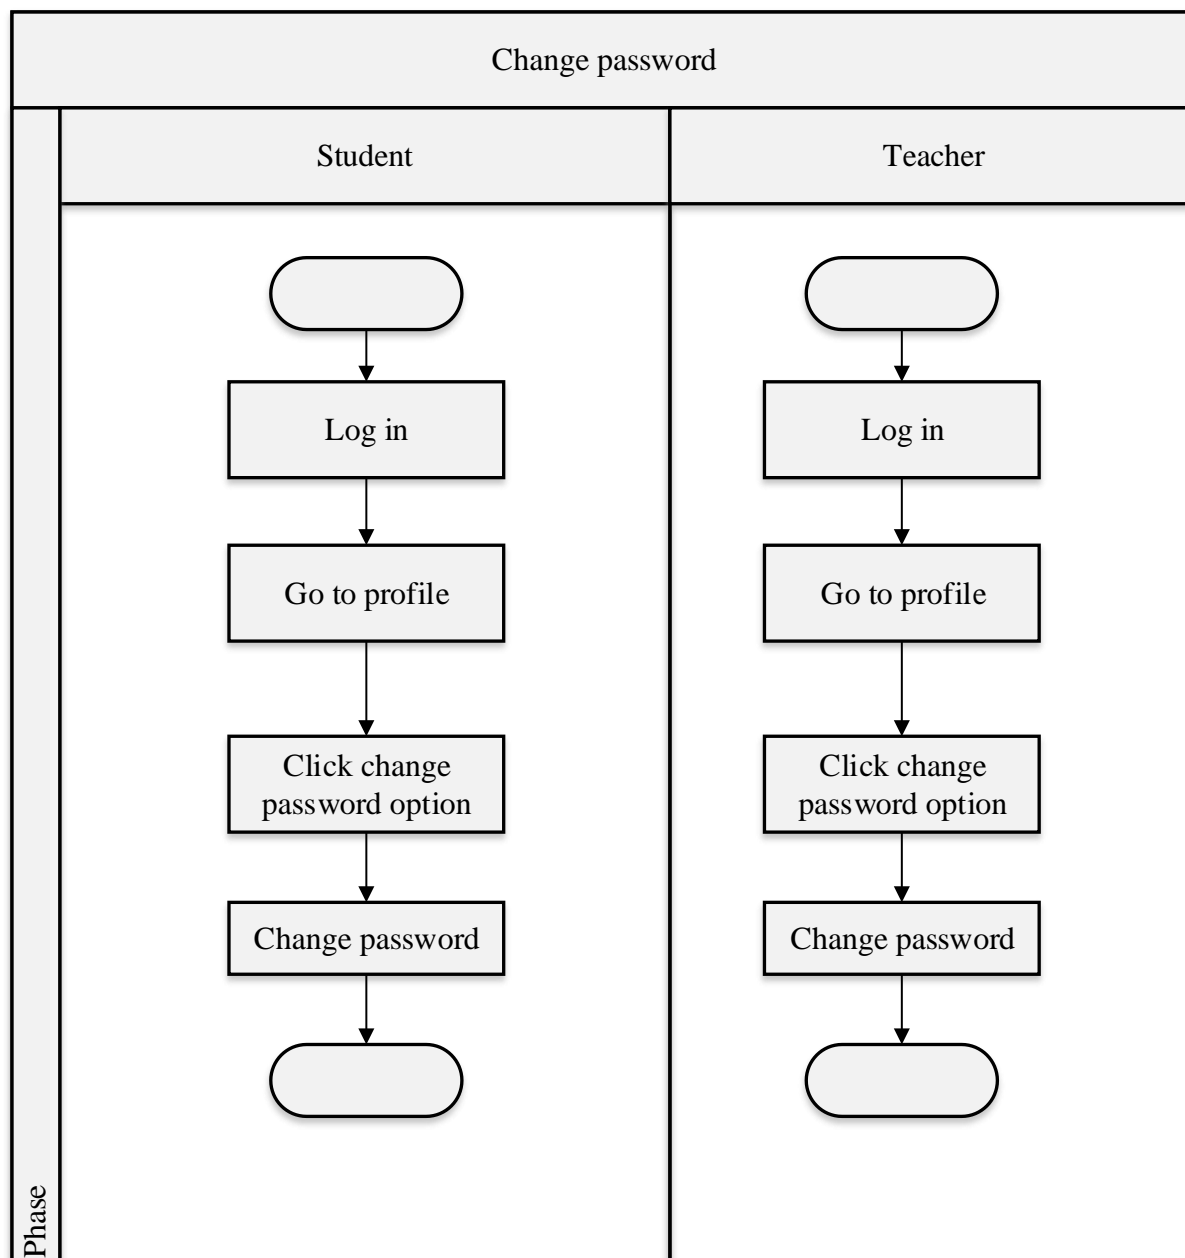 Change password
Student
Teacher
Log in
Go to profile
Click change
password option
Change password
Log in
Go to profile
Click change
password option
Change password
Phase